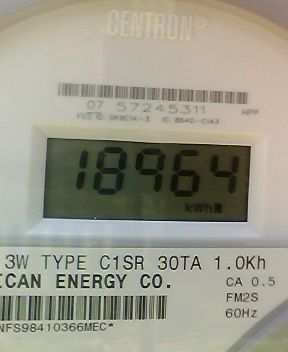 CENTRON®
07 57245311
18964
kWh
3W TYPE C1SR 30TA 1.0Kh
ICAN ENERGY CO.
CA 0.5
FM2S
60Hz
NFS98410366MEC*